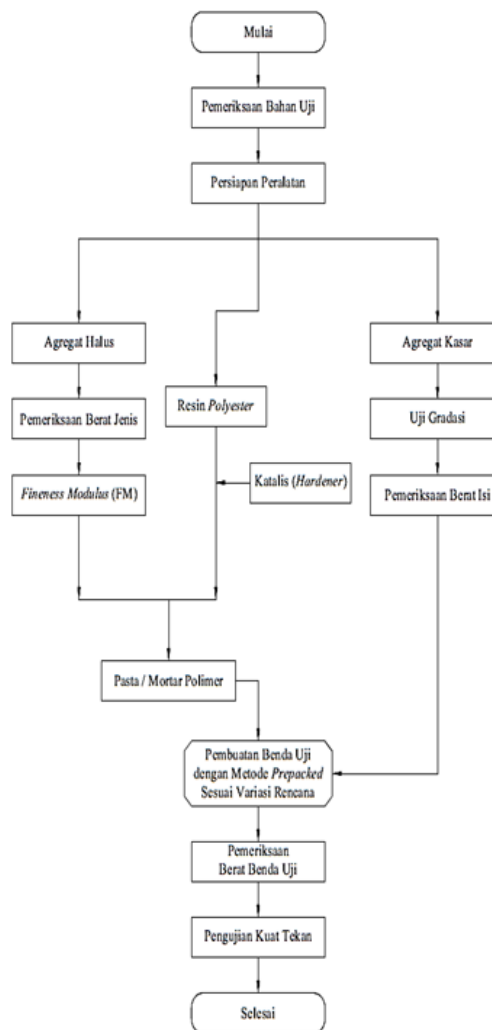 Mulai
Pemeriksaan Bahan Uji
Persiapan Peralatan
Agregat Halus
Agregat Kasar
Resin Polyester
Pemeriksaan Berat Jenis
Uji Gradasi
Katalis (Hardener)
Fineness Modulus (FM)
Pemeriksaan Berat Isi
Pasta / Mortar Polimer
Pembuatan Benda Uji
dengan Metode Prepacked
Sesuai Variasi Rencana
Pemeriksaan
Berat Benda Uji
Pengujian Kuat Tekan
Selesai